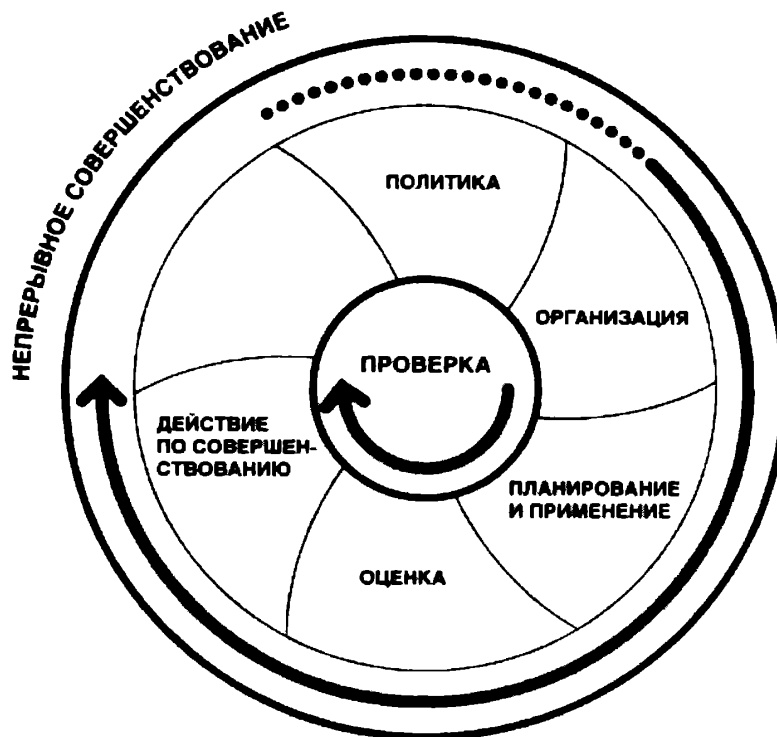 НЕПРЕРЫВНОЕ СОВЕРШЕНСТВОВАНИЕ
ПОЛИТИКА
ОРГАНИЗАЦИЯ
ПРОВЕРКА
ДЕЙСТВИЕ
ПО СОВЕРШЕН-
СТВОВАНИЮ
ПЛАНИРОВАНИЕ
И ПРИМЕНЕНИЕ
ОЦЕНКА